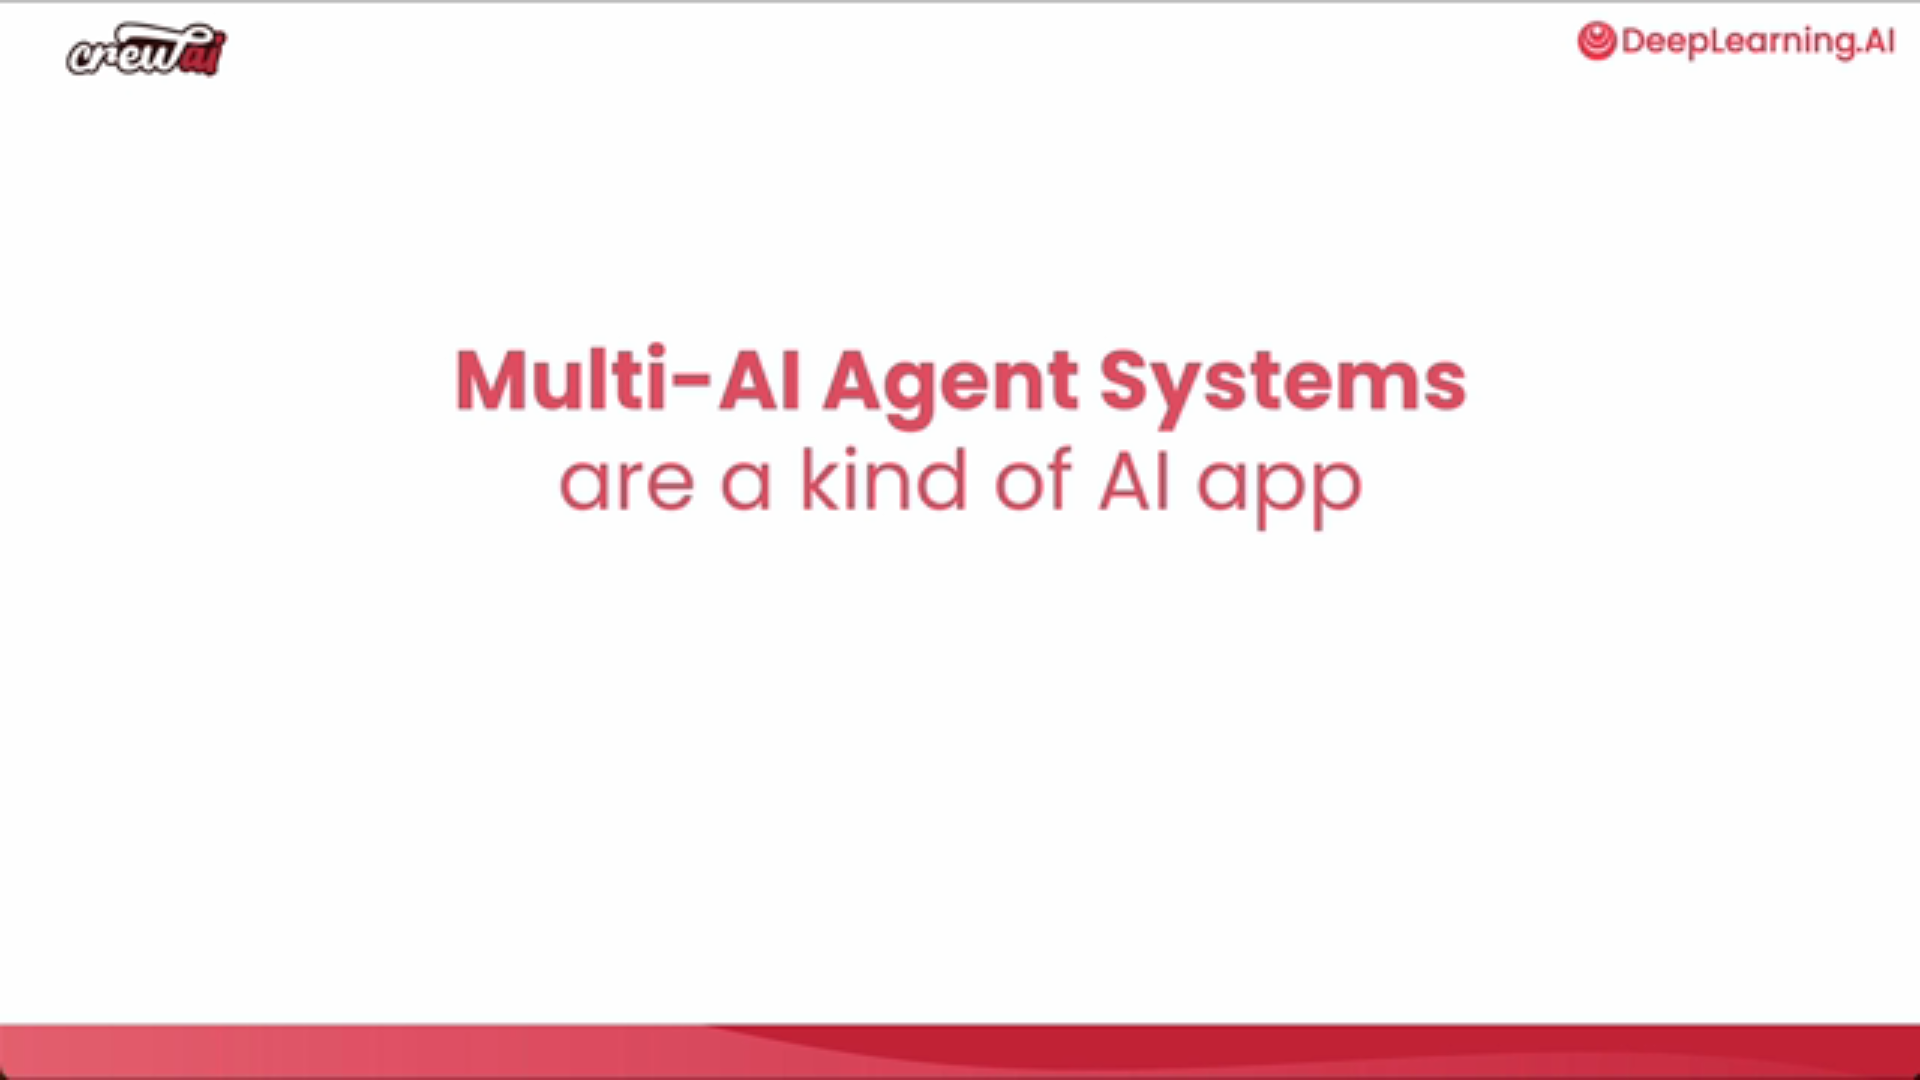 crewai
DeepLearning.AI
Multi-AI Agent Systems
are a kind of AI app